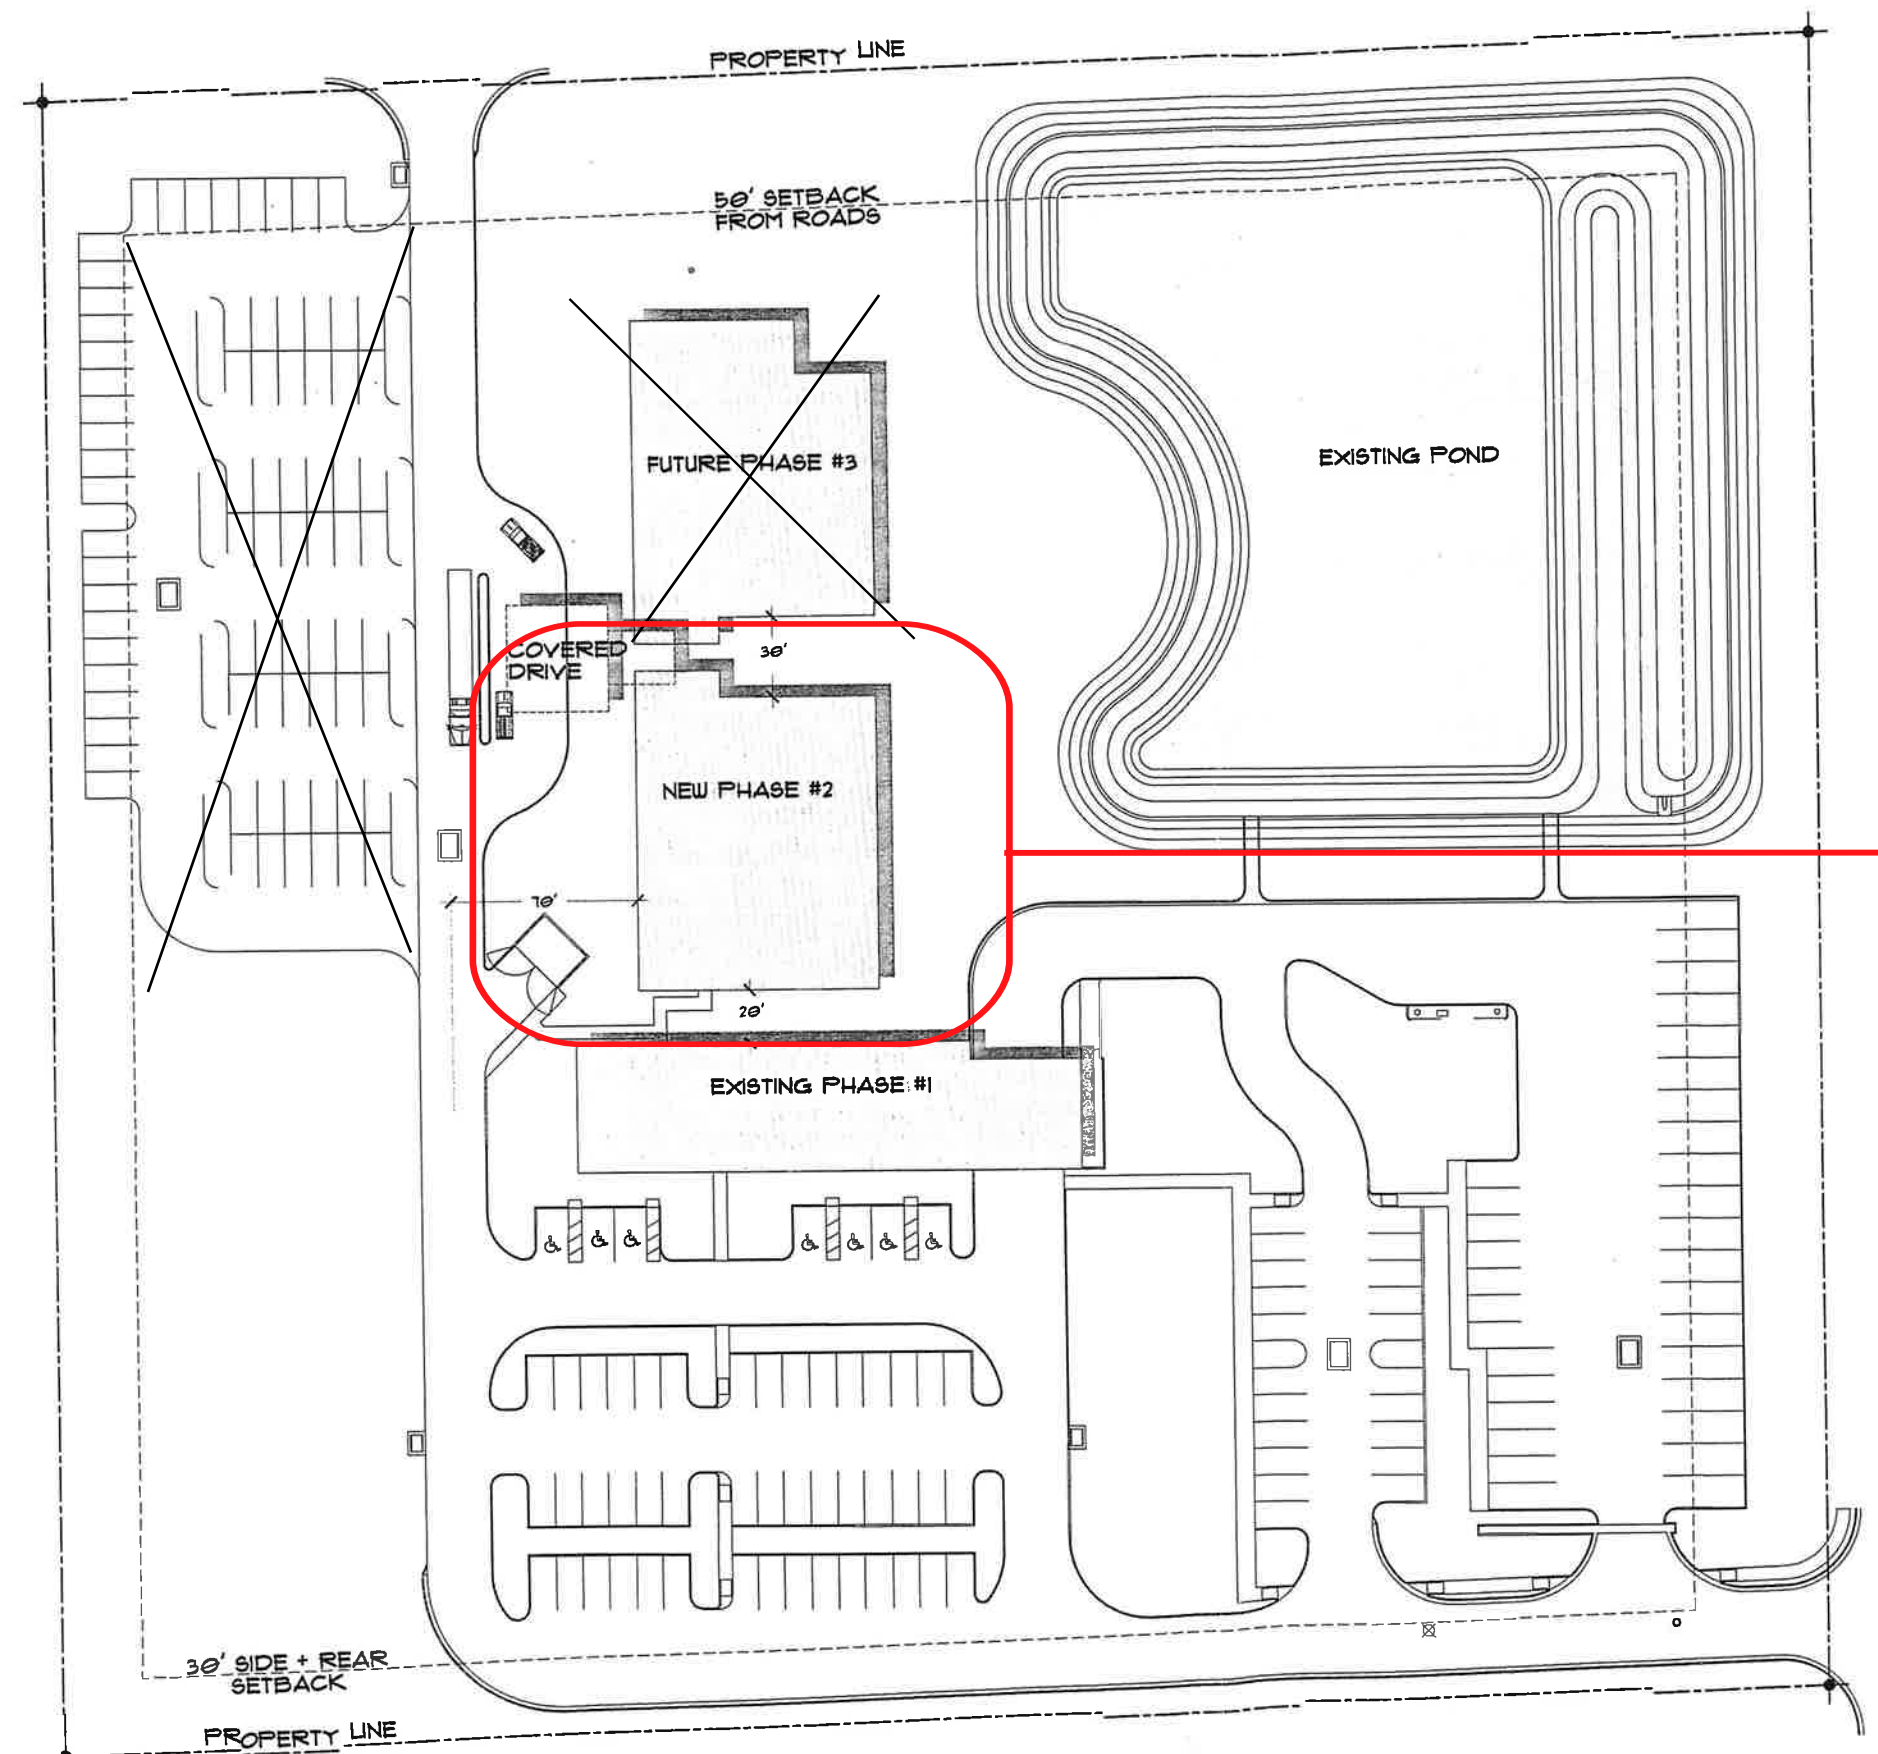 PROPERTY LINE
50' SETBACK
FROM ROADS
FUTURE PHASE #3
EXISTING POND
COVERED
DRIVE
30'
NEW PHASE #2
70'
20'
EXISTING PHASE #1
30' SIDE + REAR
SETBACK
PROPERTY LINE